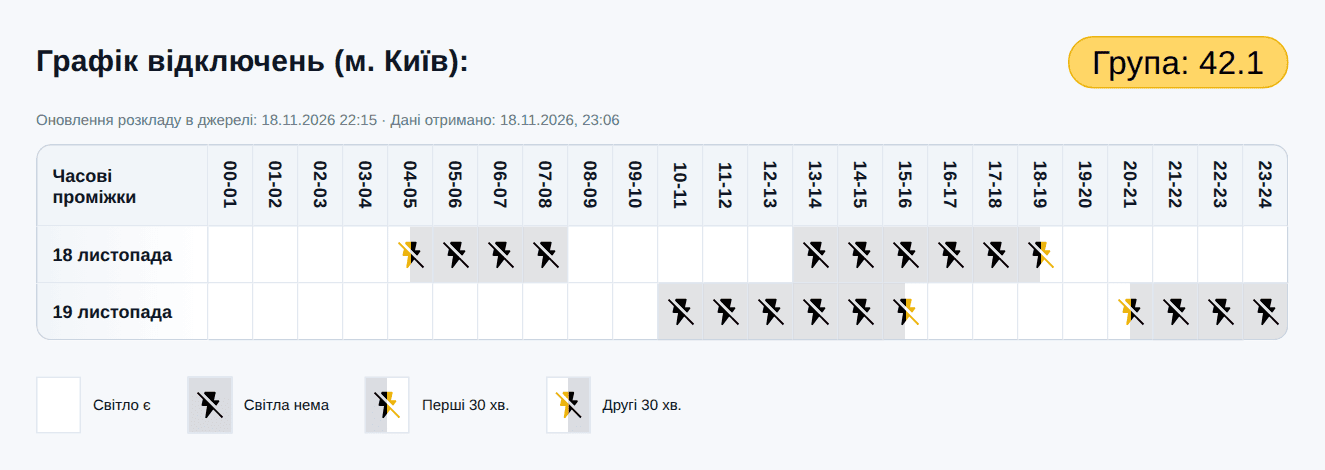 Графік відключень (м. Київ):
Група: 42.1
Оновлення розкладу в джерелі: 18.11.2026 22:15 · Дані отримано: 18.11.2026, 23:06
Часові
проміжки
00-01
01-02
02-03
03-04
04-05
05-06
06-07
07-08
08-09
09-10
10-11
11-12
12-13
13-14
14-15
15-16
16-17
17-18
18-19
19-20
20-21
21-22
22-23
23-24
18 листопада
19 листопада
Світло є
Світла нема
Перші 30 хв.
Другі 30 хв.